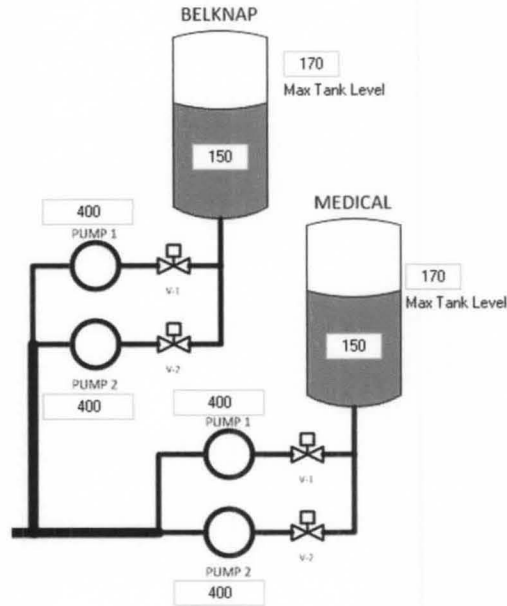 BELKNAP
170
Max Tank Level
150
400
PUMP 1
V-1
PUMP 2
400
V-2
MEDICAL
170
Max Tank Level
150
400
PUMP 1
V-1
V-2
PUMP 2
400